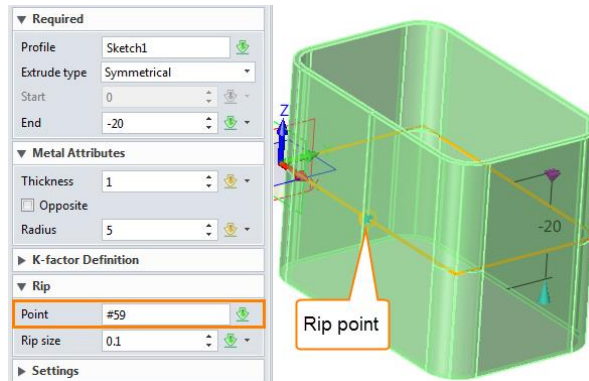 Required
Profile Sketch1
Extrude type Symmetrical
Start 0
End -20
Metal Attributes
Thickness 1
Opposite
Radius 5
K-factor Definition
Rip
Point #59
Rip size 0.1
Settings
Z
-20
Rip point